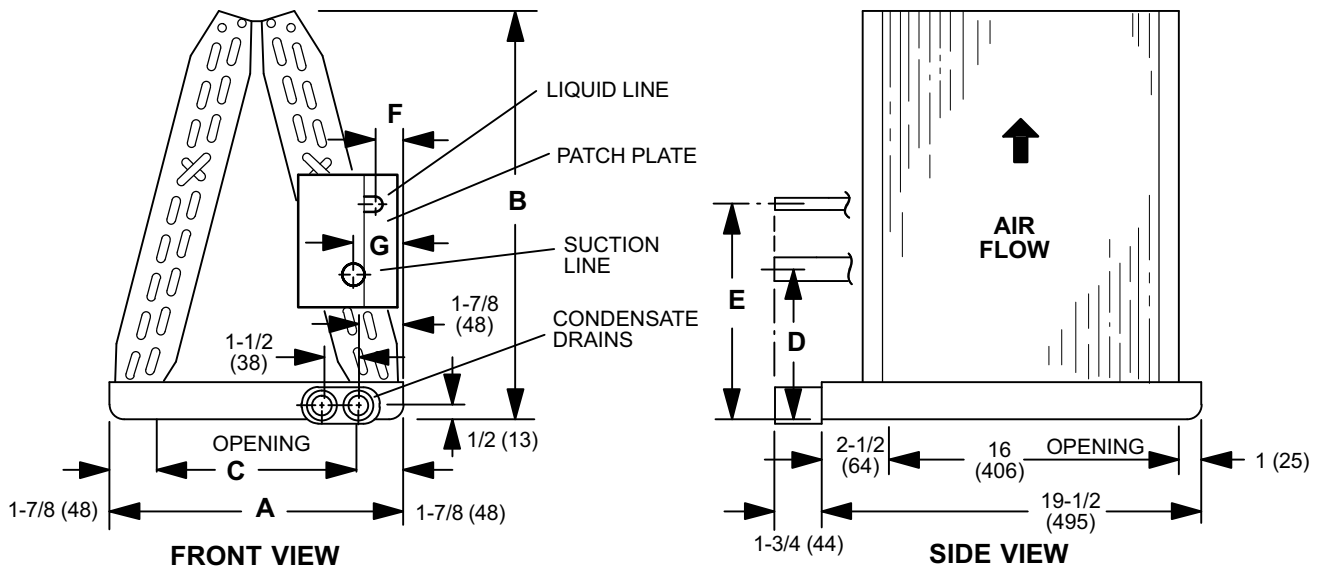 LIQUID LINE
F
PATCH PLATE
B
G
SUCTION
LINE
1-7/8
(48)
1-1/2
(38)
CONDENSATE
DRAINS
1/2 (13)
OPENING
C
1-7/8 (48)
A
1-7/8 (48)
FRONT VIEW
AIR
FLOW
E
D
2-1/2
(64)
16
(406)
OPENING
1 (25)
19-1/2
(495)
1-3/4 (44)
SIDE VIEW